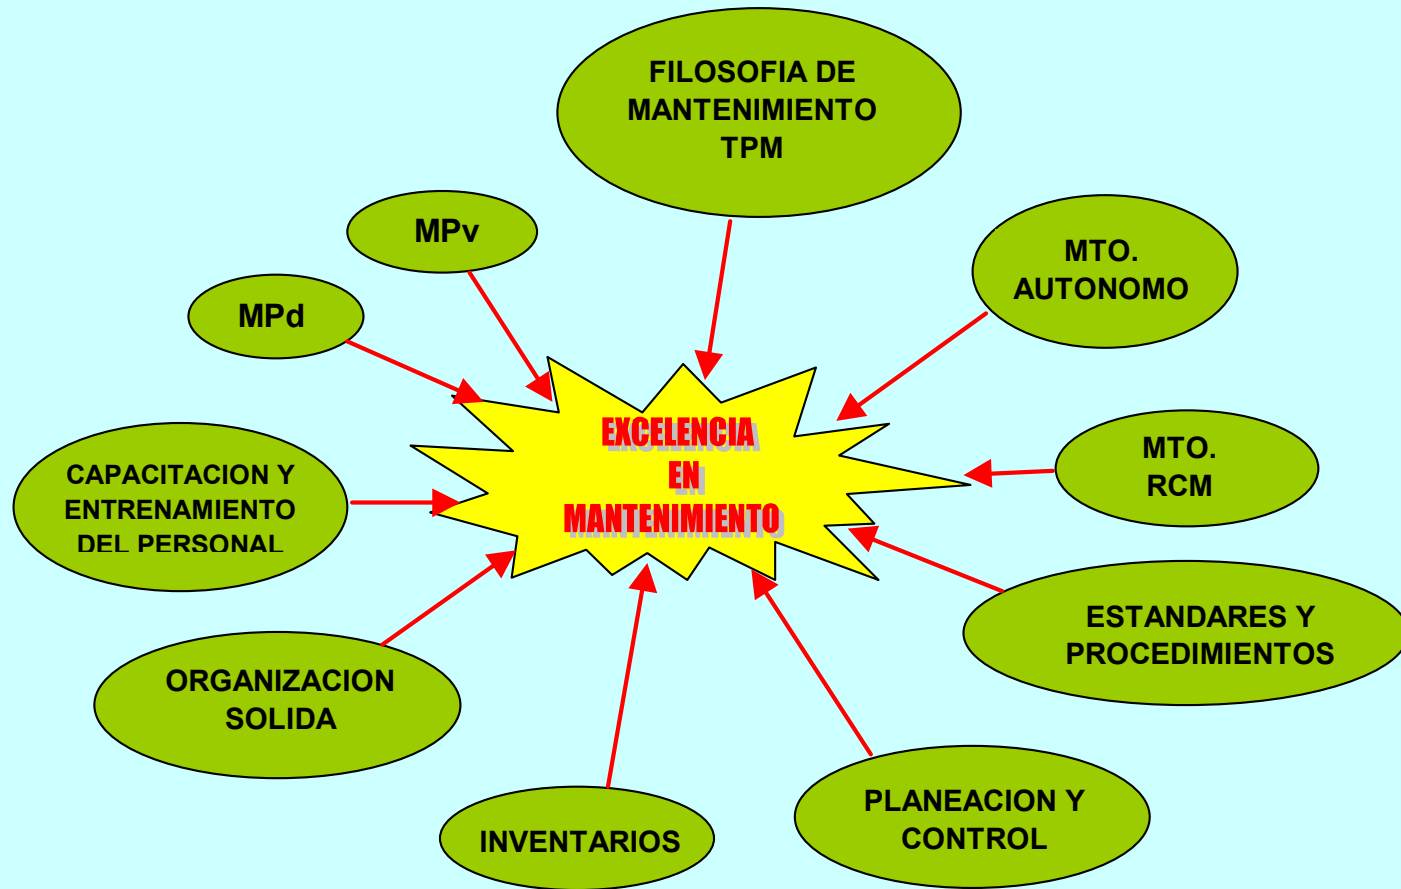 FILOSOFIA DE
MANTENIMIENTO
TPM
MPv
MTO.
AUTONOMO
MPd
EXCELENCIA
EN
MANTENIMIENTO
MTO.
RCM
CAPACITACION Y
ENTRENAMIENTO
DEL PERSONAL
ESTANDARES Y
PROCEDIMIENTOS
ORGANIZACION
SOLIDA
PLANEACION Y
CONTROL
INVENTARIOS